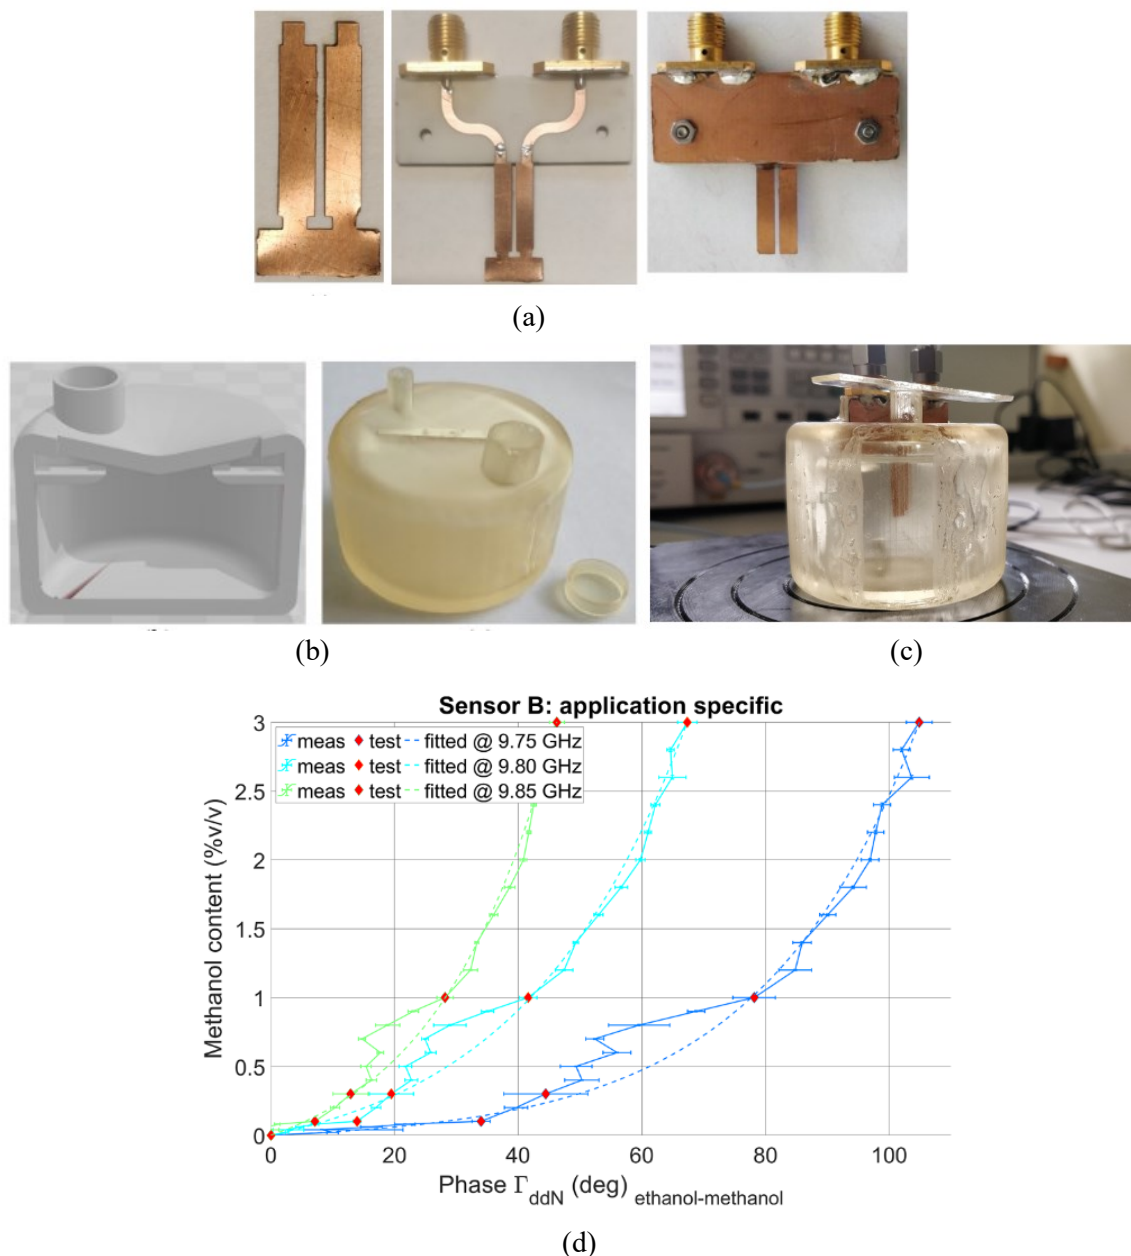 (a)
(b)
(c)
Sensor B: application specific
meas test fitted @ 9.75 GHz
meas test fitted @ 9.80 GHz
meas test fitted @ 9.85 GHz
3
2.5
2
1.5
1
0.5
0
Methanol content (%v/v)
0 20 40 60 80 100
Phase ΓddN (deg) ethanol-methanol
(d)